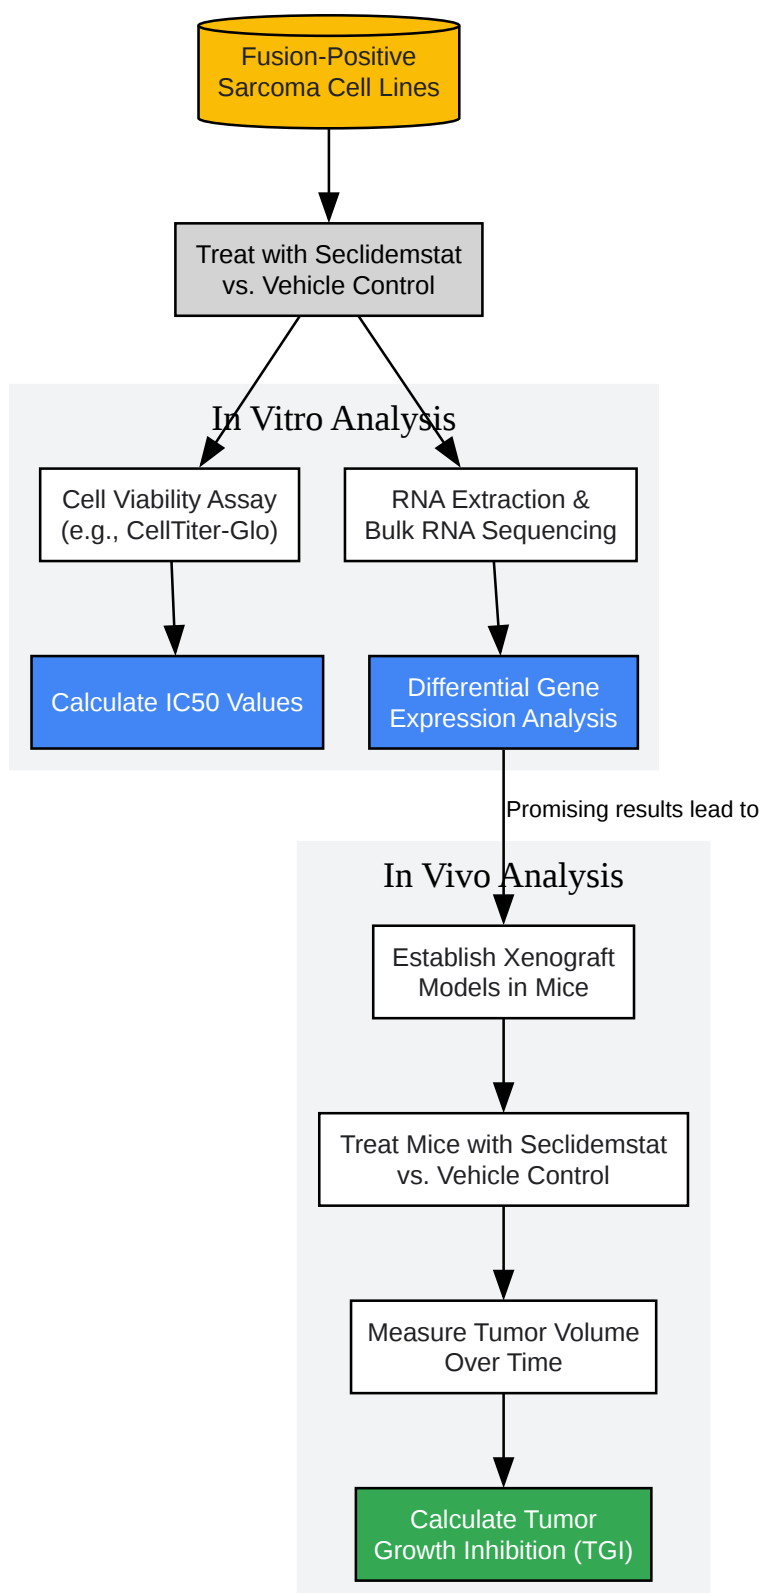 Fusion-Positive
Sarcoma Cell Lines
Treat with Seclidemstat
vs. Vehicle Control
In Vitro Analysis
Cell Viability Assay
(e.g., CellTiter-Glo)
RNA Extraction &
Bulk RNA Sequencing
Calculate IC50 Values
Differential Gene
Expression Analysis
Promising results lead to
In Vivo Analysis
Establish Xenograft
Models in Mice
Treat Mice with Seclidemstat
vs. Vehicle Control
Measure Tumor Volume
Over Time
Calculate Tumor
Growth Inhibition (TGI)